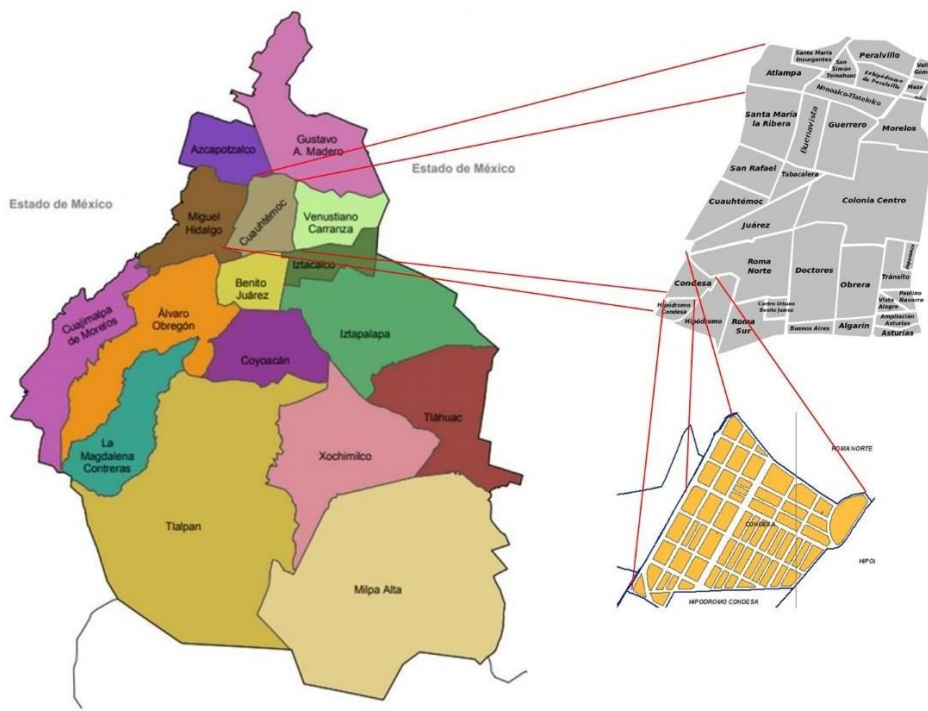 Gustavo
A. Madero
Azcapotzalco
Estado de México
Estado de México
Miguel
Hidalgo
Cuauhtémoc
Venustiano
Carranza
Iztacalco
Benito
Juárez
Cuajimalpa
de Morelos
Álvaro
Obregón
Iztapalapa
Coyoacán
La
Magdalena
Contreras
Tláhuac
Xochimilco
Tlalpan
Milpa Alta
Santa María
Insurgentes
Peralvillo
San
Simón
Tolnahuac
Atlampa
Exhipódromo
de Peralvillo
Maza
Nonoalco-Tlatelolco
Santa María
la Ribera
Buenavista
Guerrero
Morelos
San Rafael
Tabacalera
Cuauhtémoc
Colonia Centro
Juárez
Roma
Norte
Doctores
Condesa
Obrera
Tránsito
Hipódromo
Condesa
Hipódromo
Roma
Sur
Centro Urbano
Benito Juárez
Vista
Alegre
Paulino
Navarro
Buenos Aires
Algarín
Ampliación
Asturias
Asturias
ROMA NORTE
CONDESA
HIPO
HIPODROMO CONDESA